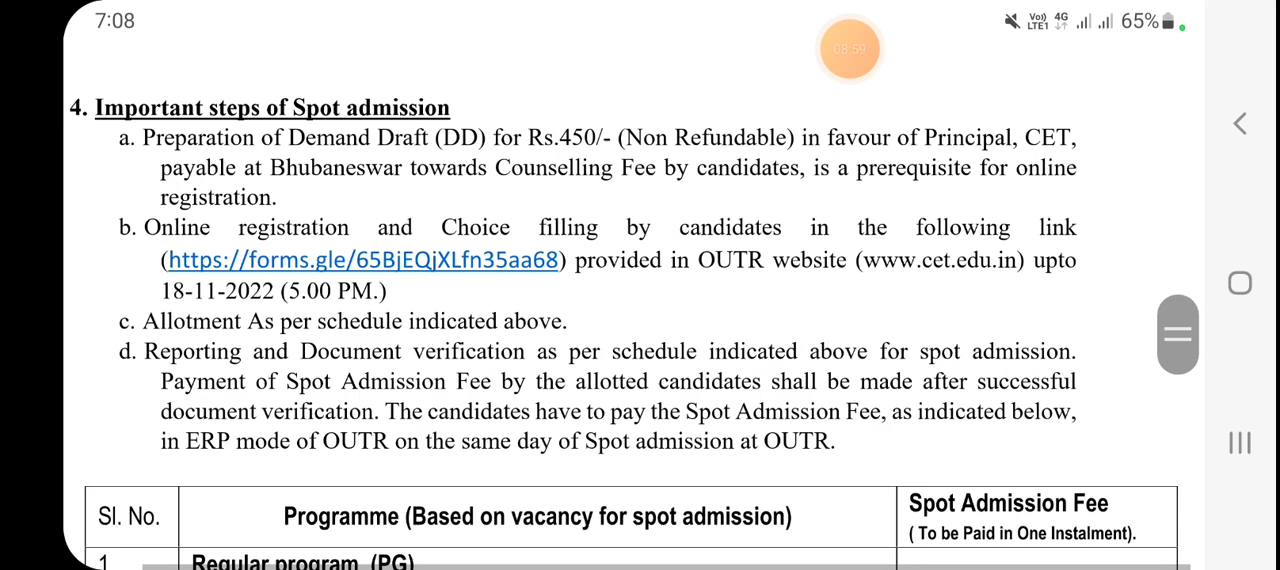 7:08
Vo)) 4G
LTE1 65%
08:59
4. Important steps of Spot admission
a. Preparation of Demand Draft (DD) for Rs.450/- (Non Refundable) in favour of Principal, CET,
payable at Bhubaneswar towards Counselling Fee by candidates, is a prerequisite for online
registration.
b. Online registration and Choice filling by candidates in the following link
(https://forms.gle/65BjEQjXLfn35aa68) provided in OUTR website (www.cet.edu.in) upto
18-11-2022 (5.00 PM.)
c. Allotment As per schedule indicated above.
d. Reporting and Document verification as per schedule indicated above for spot admission.
Payment of Spot Admission Fee by the allotted candidates shall be made after successful
document verification. The candidates have to pay the Spot Admission Fee, as indicated below,
in ERP mode of OUTR on the same day of Spot admission at OUTR.
Sl. No. Programme (Based on vacancy for spot admission) Spot Admission Fee
( To be Paid in One Instalment).
1 Regular program (PG)